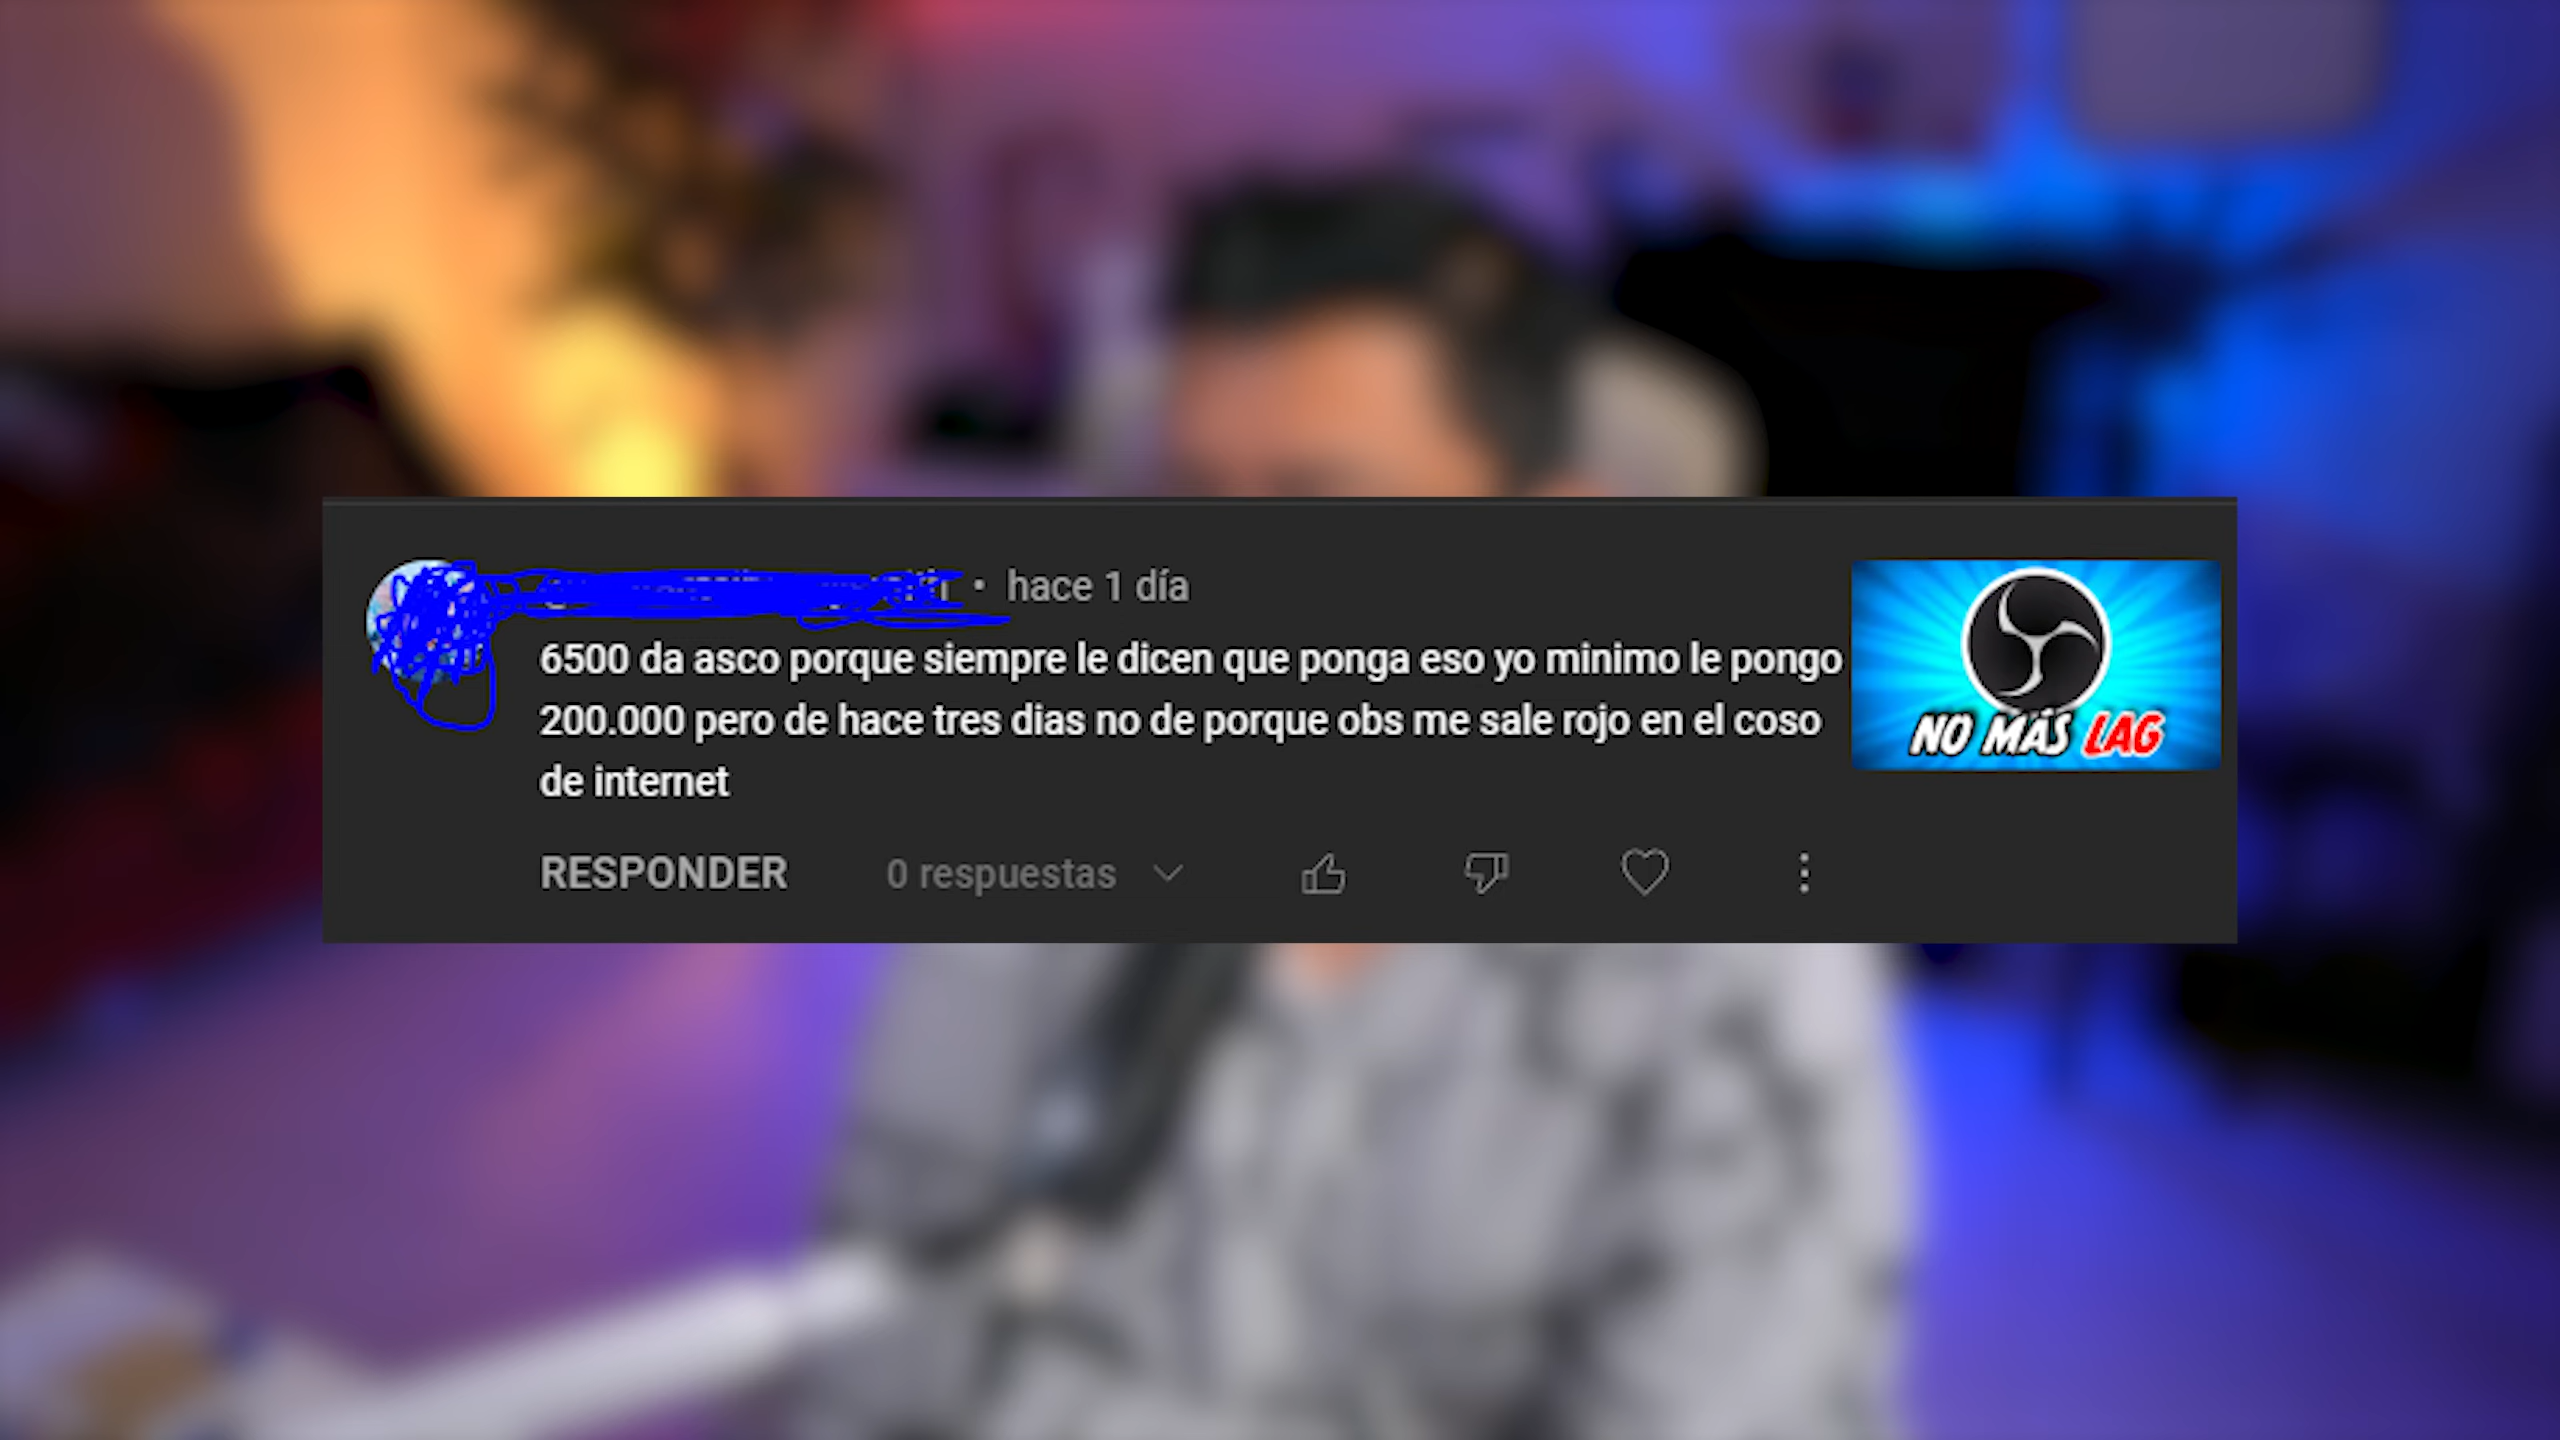 • hace 1 día
6500 da asco porque siempre le dicen que ponga eso yo minimo le pongo
200.000 pero de hace tres dias no de porque obs me sale rojo en el coso
de internet
RESPONDER 0 respuestas
NO MÁS LAG